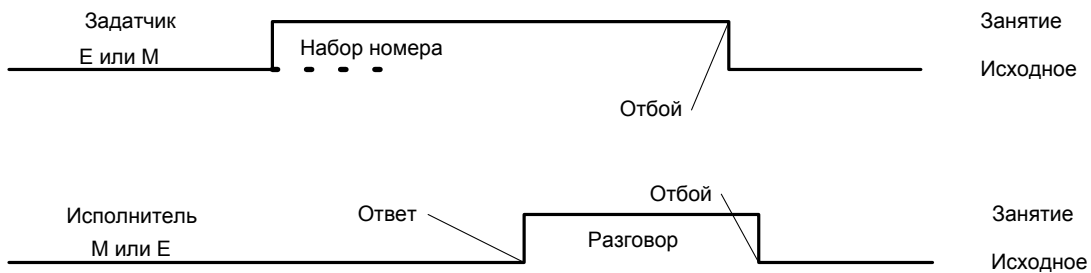 Задатчик
Занятие
Е или М
Набор номера
Исходное
Отбой
Отбой
Исполнитель
Ответ
Занятие
М или Е
Разговор
Исходное